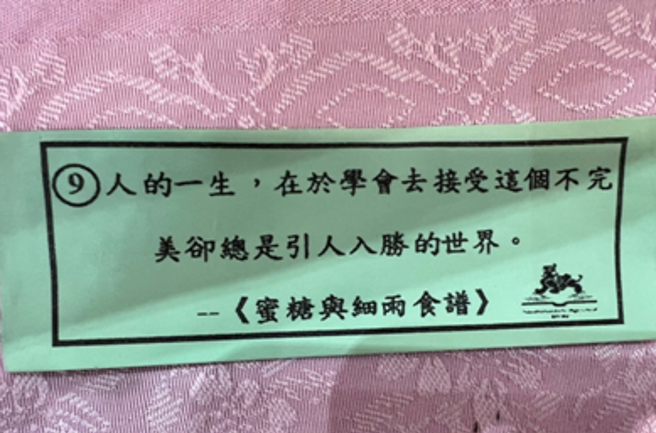 ⑨人的一生，在於學會去接受這個不完
美卻總是引人入勝的世界。
--《蜜糖與細雨食譜》